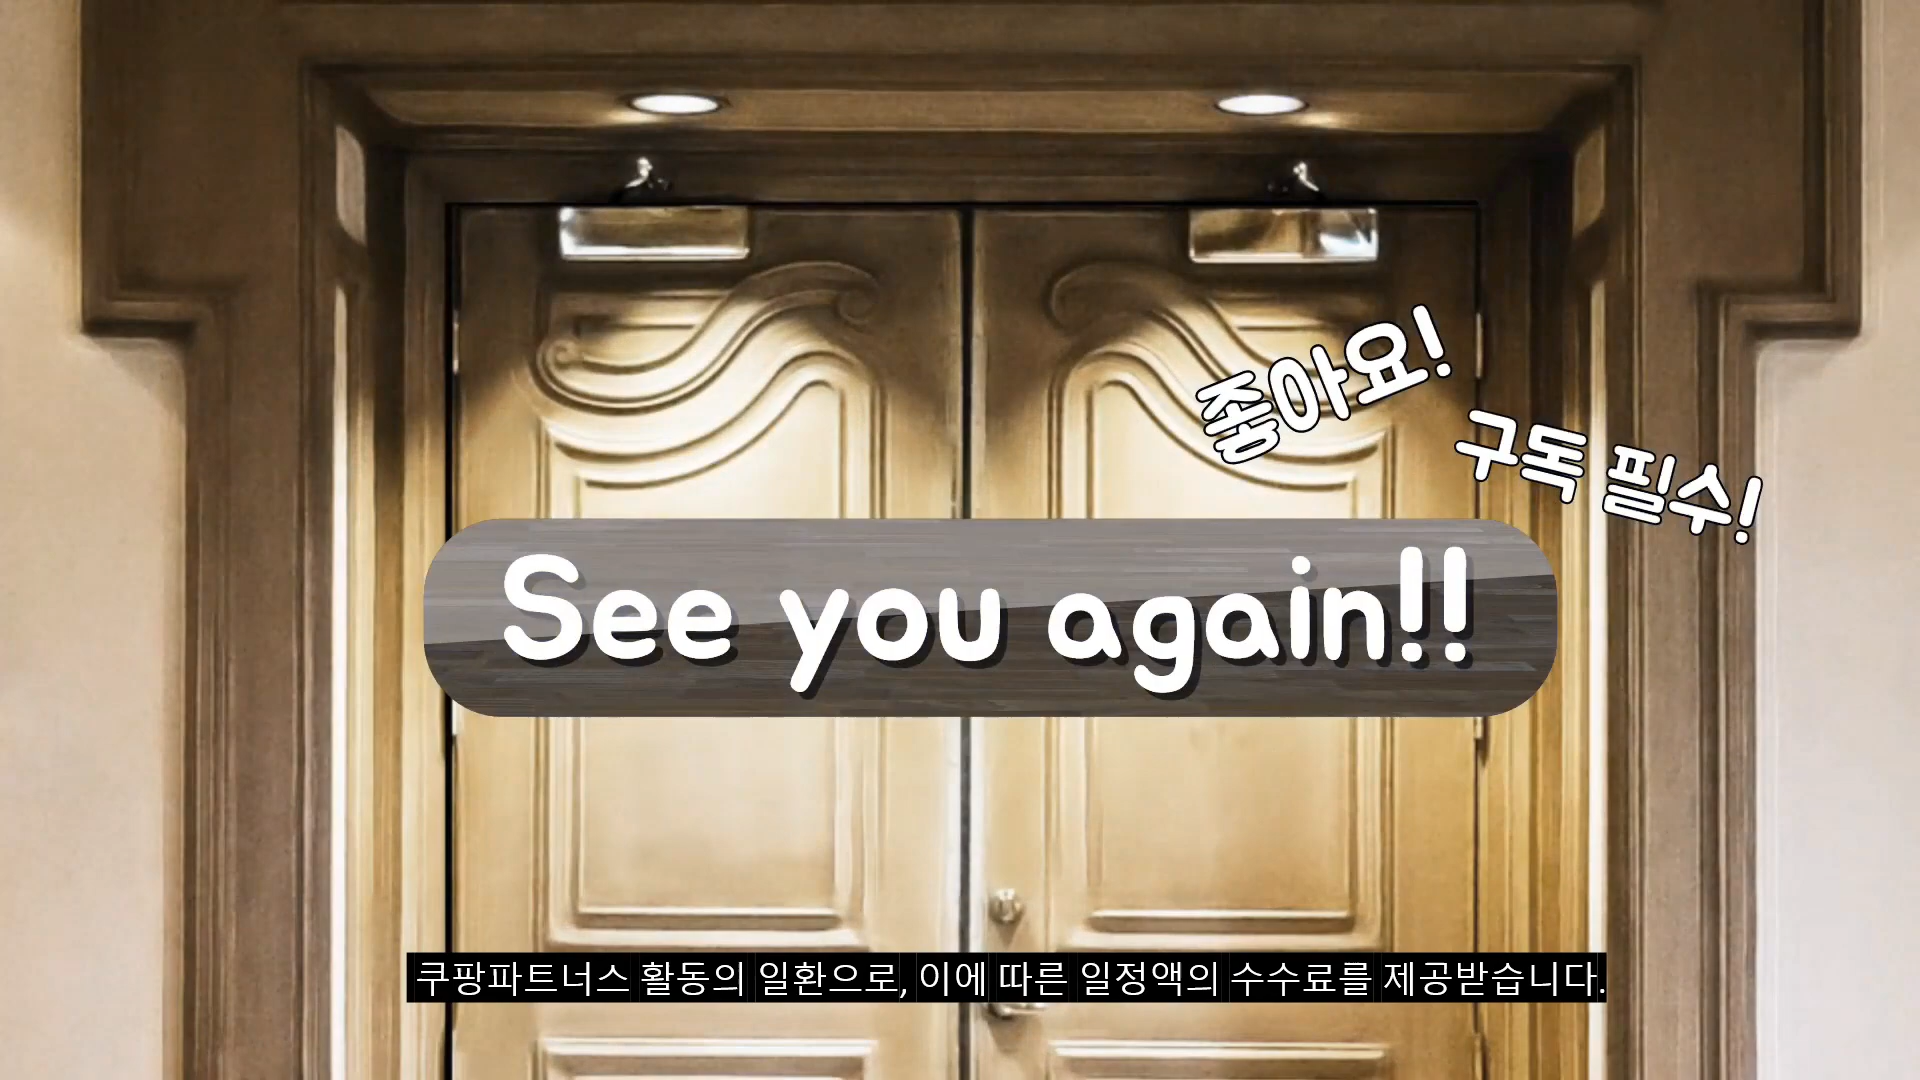 좋아요!
구독 필수!
See you again!!
쿠팡파트너스 활동의 일환으로, 이에 따른 일정액의 수수료를 제공받습니다.